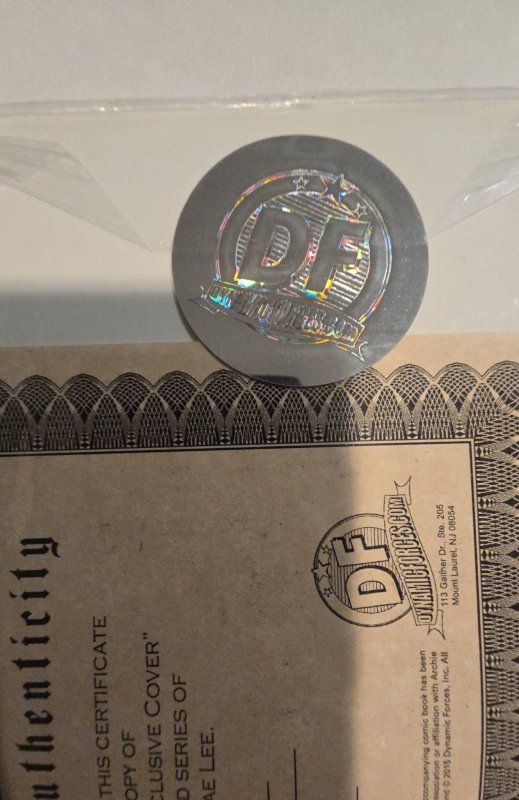 DF
DYNAMICFORCES.COM
uthenticity
THIS CERTIFICATE
OPY OF
CLUSIVE COVER”
D SERIES OF
AE LEE.
DF
DYNAMICFORCES.COM
113 Gaither Dr., Ste. 205
Mount Laurel, NJ 08054
companying comic book has been
sociation or affiliation with Archie
© 2015 Dynamic Forces, Inc. All